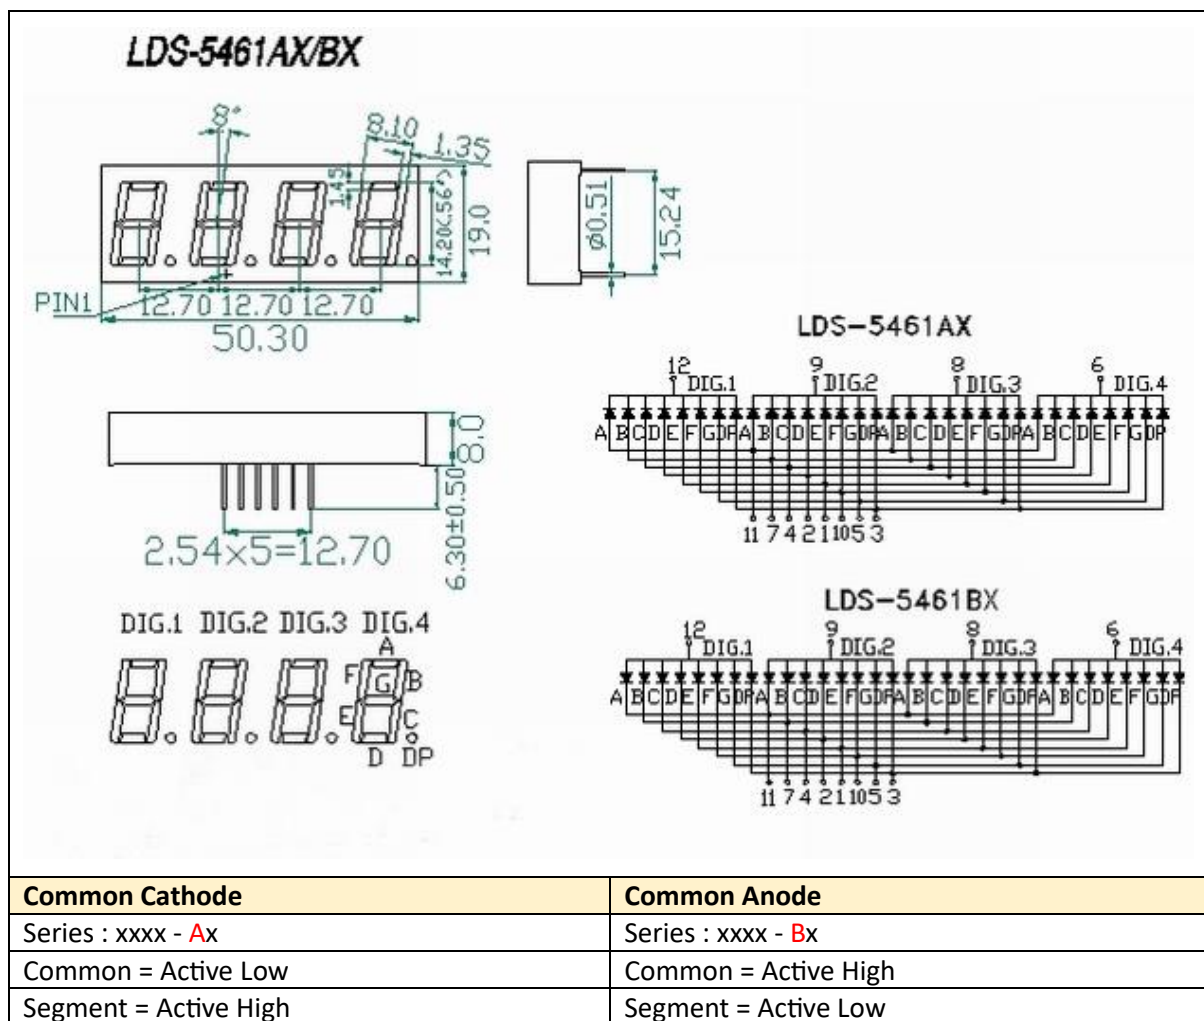 LDS-5461AX/BX
8°
8.10
1.35
1.45
14.20(.56")
19.0
PIN1
12.70 12.70 12.70
50.30
ϕ0.51
15.24
LDS-5461AX
12 9 8 6
DIG.1 DIG.2 DIG.3 DIG.4
A B C D E F G DP A B C D E F G DP A B C D E F G DP A B C D E F G DP
11 7 4 2 1 10 5 3
8.0
6.30±0.50
2.54×5=12.70
DIG.1 DIG.2 DIG.3 DIG.4
A
F G B
E C
D DP
LDS-5461BX
12 9 8 6
DIG.1 DIG.2 DIG.3 DIG.4
A B C D E F G DP A B C D E F G DP A B C D E F G DP A B C D E F G DP
11 7 4 2 1 10 5 3
Common Cathode Common Anode
Series : xxxx - Ax Series : xxxx - Bx
Common = Active Low Common = Active High
Segment = Active High Segment = Active Low